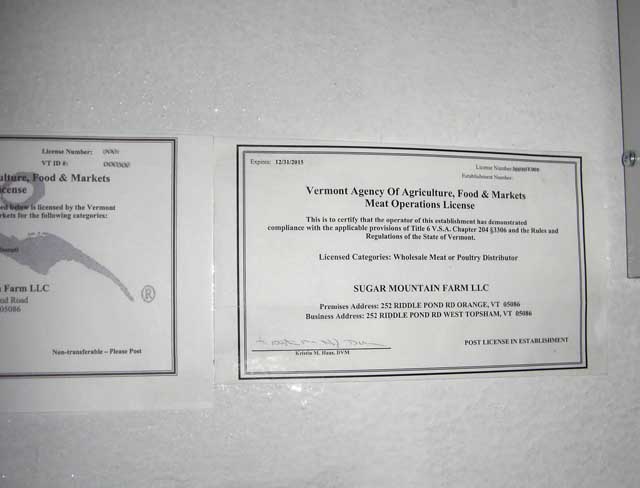 License Number: 0001
VT ID #: 000000
ulture, Food & Markets
icense
ed below is licensed by the Vermont
rkets for the following categories:
n Farm LLC
ond Road
05086
®
Non-transferable – Please Post
Expires: 12/31/2015
License Number:
Establishment Number:
Vermont Agency Of Agriculture, Food & Markets
Meat Operations License
This is to certify that the operator of this establishment has demonstrated
compliance with the applicable provisions of Title 6 V.S.A. Chapter 204 §3306 and the Rules and
Regulations of the State of Vermont.
Licensed Categories: Wholesale Meat or Poultry Distributor
SUGAR MOUNTAIN FARM LLC
Premises Address: 252 RIDDLE POND RD ORANGE, VT 05086
Business Address: 252 RIDDLE POND RD WEST TOPSHAM, VT 05086
Kristin M. Haas, DVM
POST LICENSE IN ESTABLISHMENT